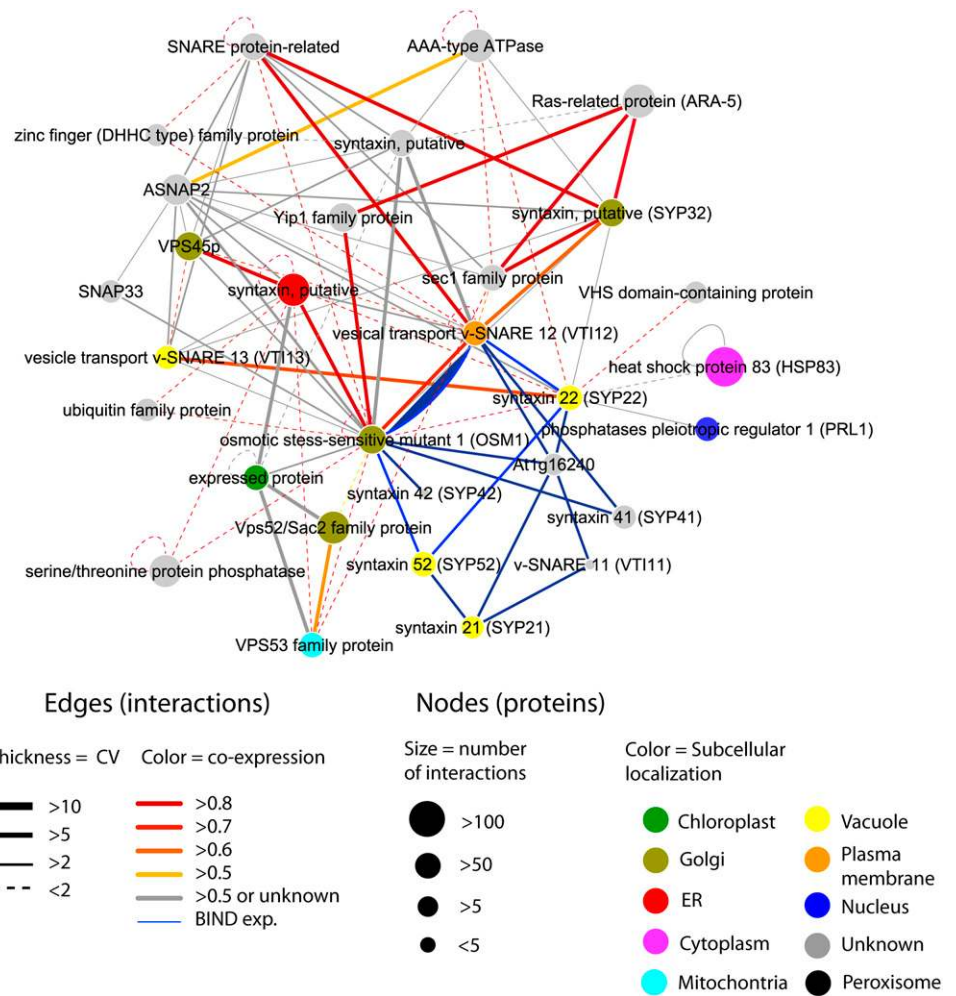 SNARE protein-related
AAA-type ATPase
Ras-related protein (ARA-5)
zinc finger (DHHC type) family protein
syntaxin, putative
ASNAP2
Yip1 family protein
syntaxin, putative (SYP32)
VPS45p
sec1 family protein
SNAP33
syntaxin, putative
VHS domain-containing protein
vesical transport v-SNARE 12 (VTI12)
vesicle transport v-SNARE 13 (VTI13)
heat shock protein 83 (HSP83)
syntaxin 22 (SYP22)
ubiquitin family protein
phosphatases pleiotropic regulator 1 (PRL1)
osmotic stess-sensitive mutant 1 (OSM1)
At1g16240
expressed protein
syntaxin 42 (SYP42)
syntaxin 41 (SYP41)
Vps52/Sac2 family protein
syntaxin 52 (SYP52)
v-SNARE 11 (VTI11)
serine/threonine protein phosphatase
syntaxin 21 (SYP21)
VPS53 family protein
Edges (interactions)
hickness = CV
>10
>5
>2
<2
Color = co-expression
>0.8
>0.7
>0.6
>0.5
>0.5 or unknown
BIND exp.
Nodes (proteins)
Size = number
of interactions
>100
>50
>5
<5
Color = Subcellular
localization
Chloroplast
Golgi
ER
Cytoplasm
Mitochontria
Vacuole
Plasma
membrane
Nucleus
Unknown
Peroxisome